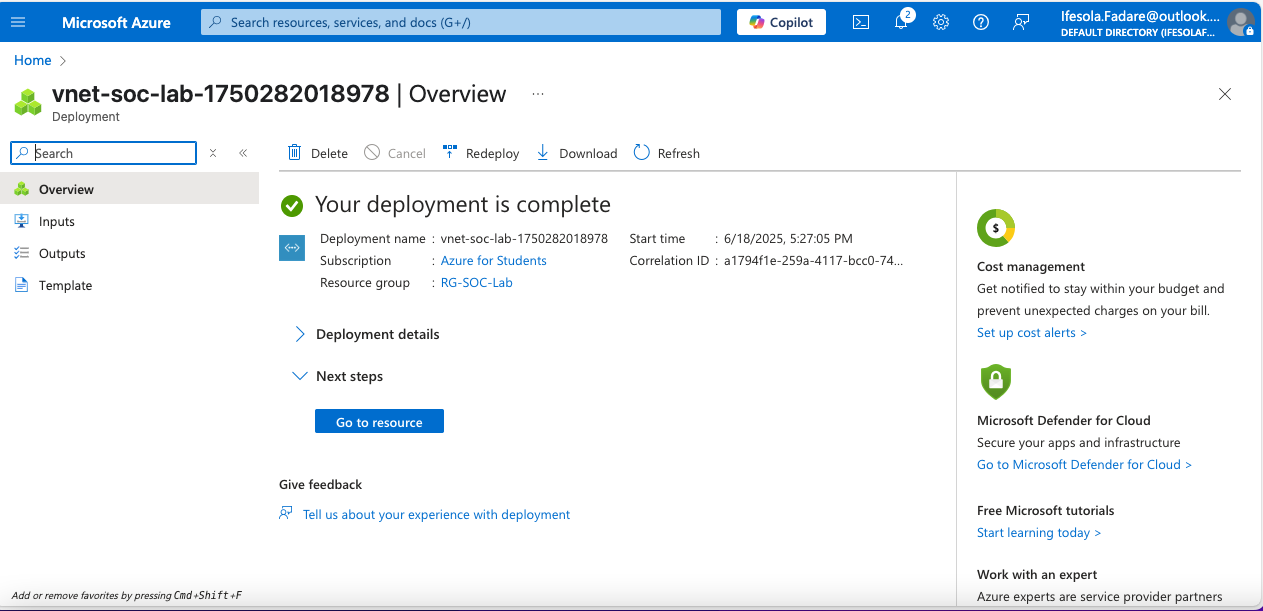 Microsoft Azure
Search resources, services, and docs (G+/)
Copilot
2
Ifesola.Fadare@outlook....
DEFAULT DIRECTORY (IFESOLAF...
Home
vnet-soc-lab-1750282018978 | Overview ...
Deployment
Search
Delete
Cancel
Redeploy
Download
Refresh
Overview
Inputs
Outputs
Template
Your deployment is complete
Deployment name : vnet-soc-lab-1750282018978
Subscription : Azure for Students
Resource group : RG-SOC-Lab
Start time : 6/18/2025, 5:27:05 PM
Correlation ID : a1794f1e-259a-4117-bcc0-74...
Deployment details
Next steps
Go to resource
Give feedback
Tell us about your experience with deployment
$
Cost management
Get notified to stay within your budget and
prevent unexpected charges on your bill.
Set up cost alerts >
Microsoft Defender for Cloud
Secure your apps and infrastructure
Go to Microsoft Defender for Cloud >
Free Microsoft tutorials
Start learning today >
Work with an expert
Azure experts are service provider partners
Add or remove favorites by pressing Cmd+Shift+F